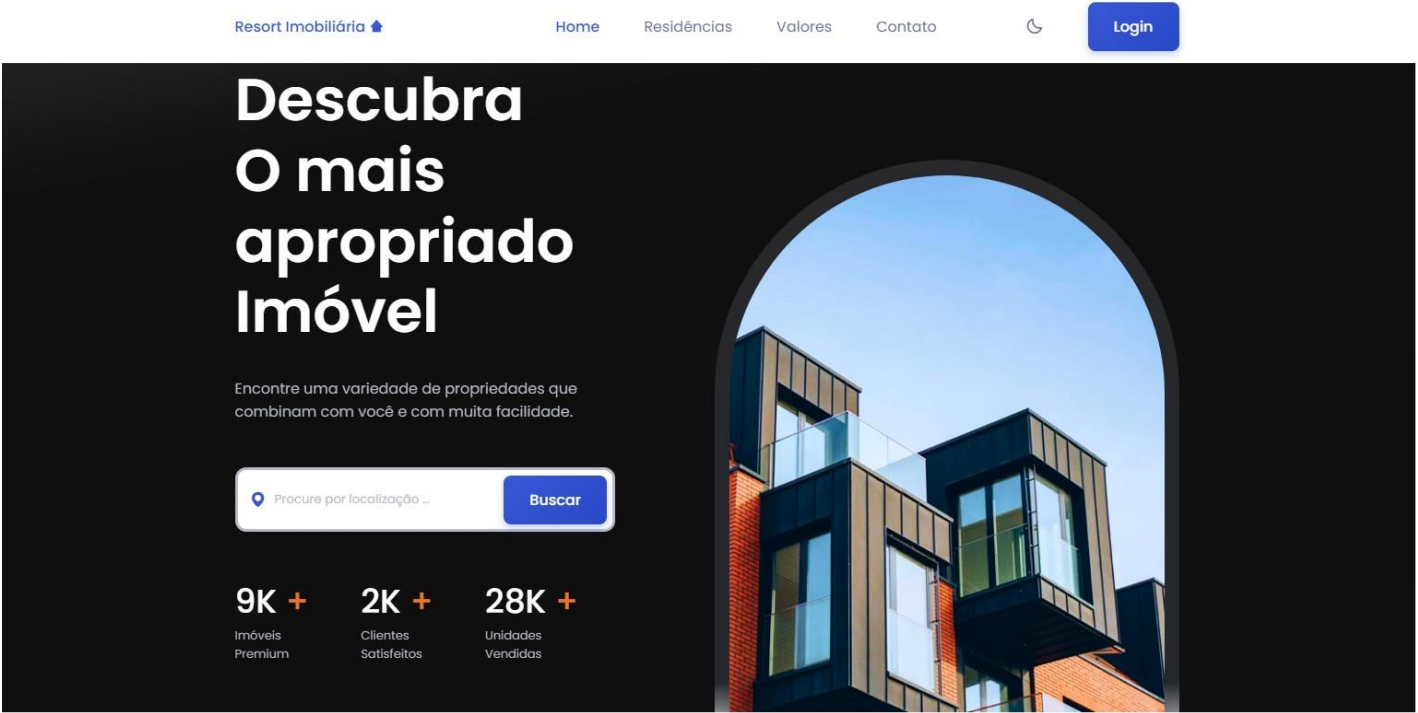 Resort Imobiliária
Home
Residências
Valores
Contato
Login
Descubra
O mais
apropriado
Imóvel
Encontre uma variedade de propriedades que
combinam com você e com muita facilidade.
Procure por localização ...
Buscar
9K +
Imóveis
Premium
2K +
Clientes
Satisfeitos
28K +
Unidades
Vendidas